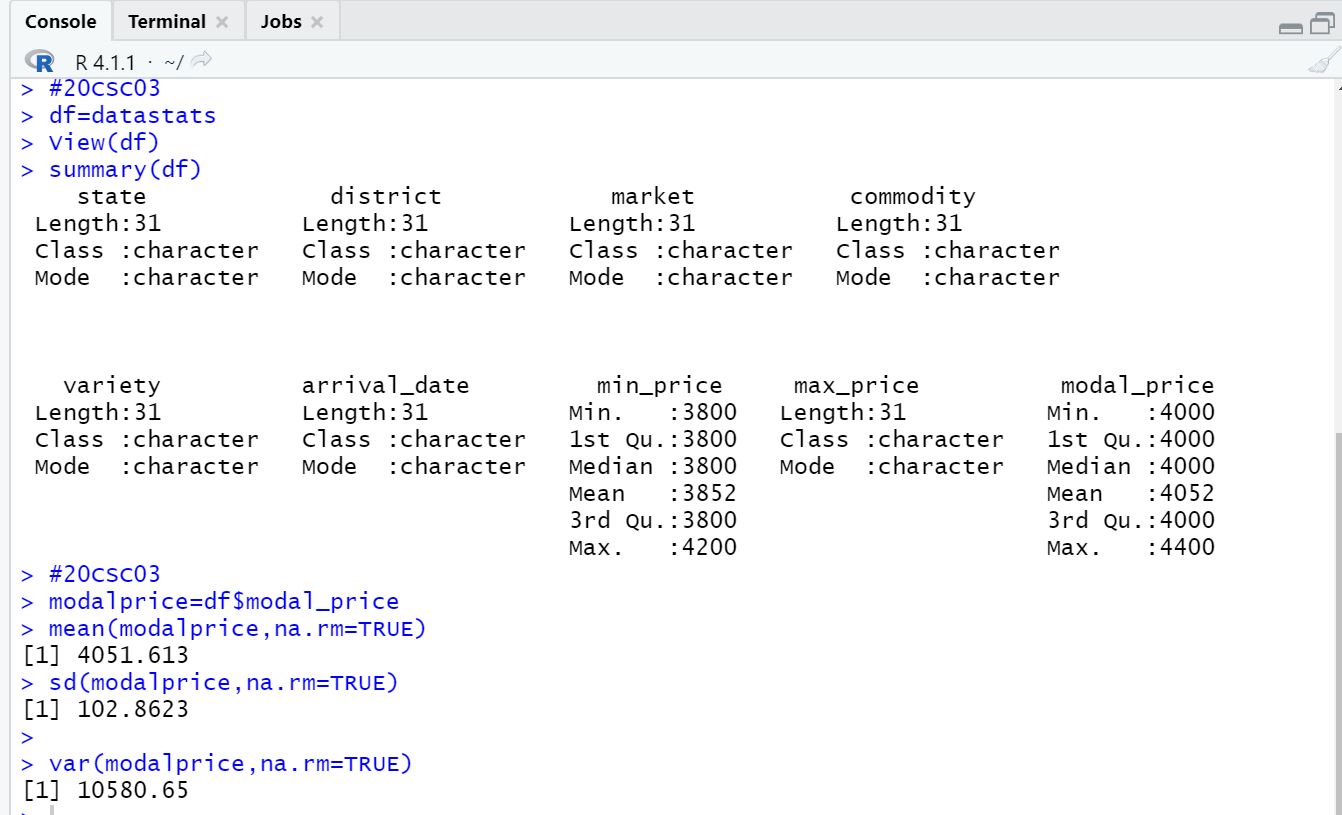 Console Terminal Jobs
R R 4.1.1 · ~/
> #20CSC03
> df=datastats
> View(df)
> summary(df)
state district market commodity
Length:31 Length:31 Length:31 Length:31
Class :character Class :character Class :character Class :character
Mode :character Mode :character Mode :character Mode :character
variety arrival_date min_price max_price modal_price
Length:31 Length:31 Min. :3800 Length:31 Min. :4000
Class :character Class :character 1st Qu.:3800 Class :character 1st Qu.:4000
Mode :character Mode :character Median :3800 Mode :character Median :4000
Mean :3852 Mean :4052
3rd Qu.:3800 3rd Qu.:4000
Max. :4200 Max. :4400
> #20CSC03
> modalprice=df$modal_price
> mean(modalprice,na.rm=TRUE)
[1] 4051.613
> sd(modalprice,na.rm=TRUE)
[1] 102.8623
>
> var(modalprice,na.rm=TRUE)
[1] 10580.65
>